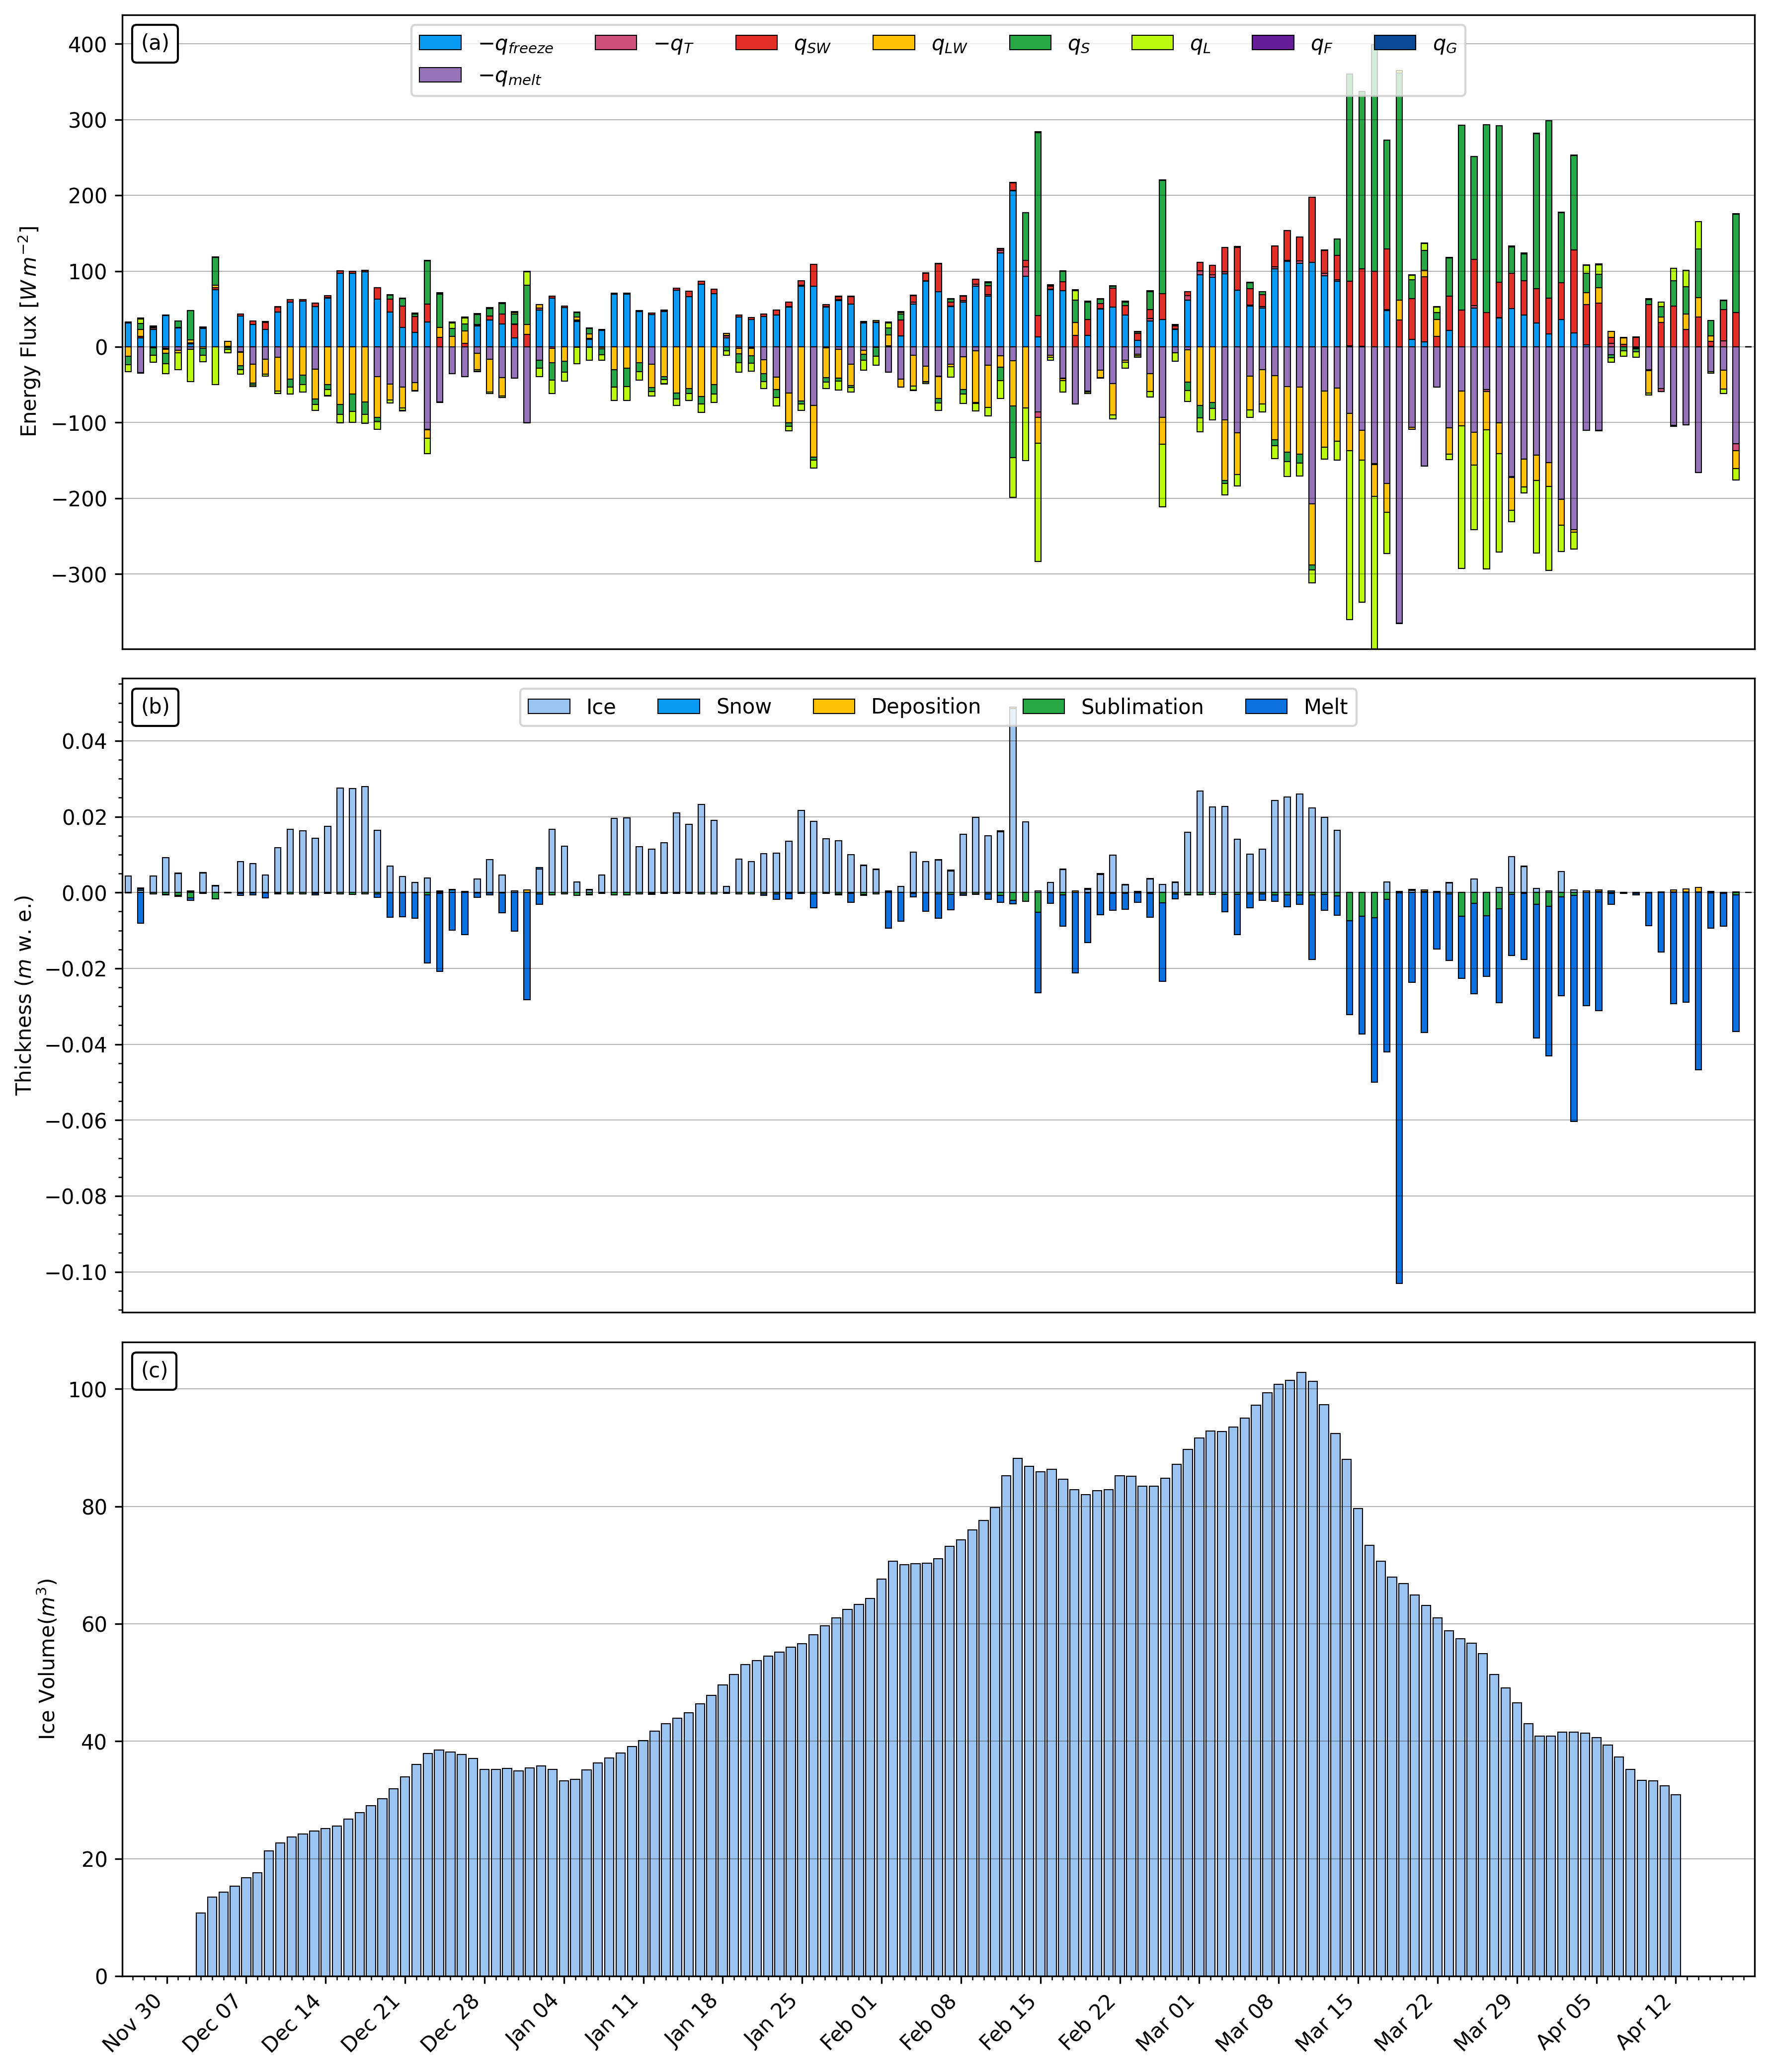 (a)
−q_freeze −q_T q_SW q_LW q_S q_L q_F q_G
−q_melt
Energy Flux [W m⁻²]
400
300
200
100
0
−100
−200
−300
(b)
Ice Snow Deposition Sublimation Melt
Thickness (m w. e.)
0.04
0.02
0.00
−0.02
−0.04
−0.06
−0.08
−0.10
(c)
Ice Volume(m³)
100
80
60
40
20
0
Nov 30 Dec 07 Dec 14 Dec 21 Dec 28 Jan 04 Jan 11 Jan 18 Jan 25 Feb 01 Feb 08 Feb 15 Feb 22 Mar 01 Mar 08 Mar 15 Mar 22 Mar 29 Apr 05 Apr 12